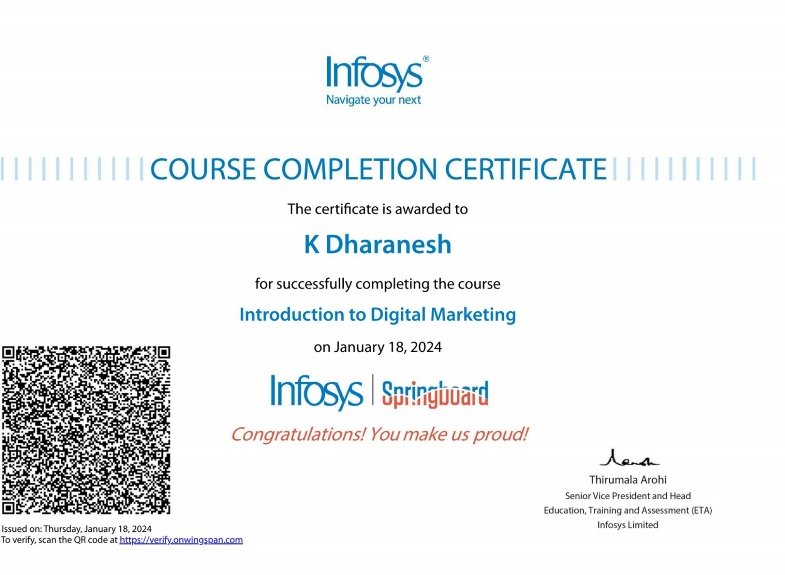 Infosys®
Navigate your next
COURSE COMPLETION CERTIFICATE
The certificate is awarded to
K Dharanesh
for successfully completing the course
Introduction to Digital Marketing
on January 18, 2024
Infosys | Springboard
Congratulations! You make us proud!
Thirumala Arohi
Senior Vice President and Head
Education, Training and Assessment (ETA)
Infosys Limited
Issued on: Thursday, January 18, 2024
To verify, scan the QR code at https://verify.onwingspan.com